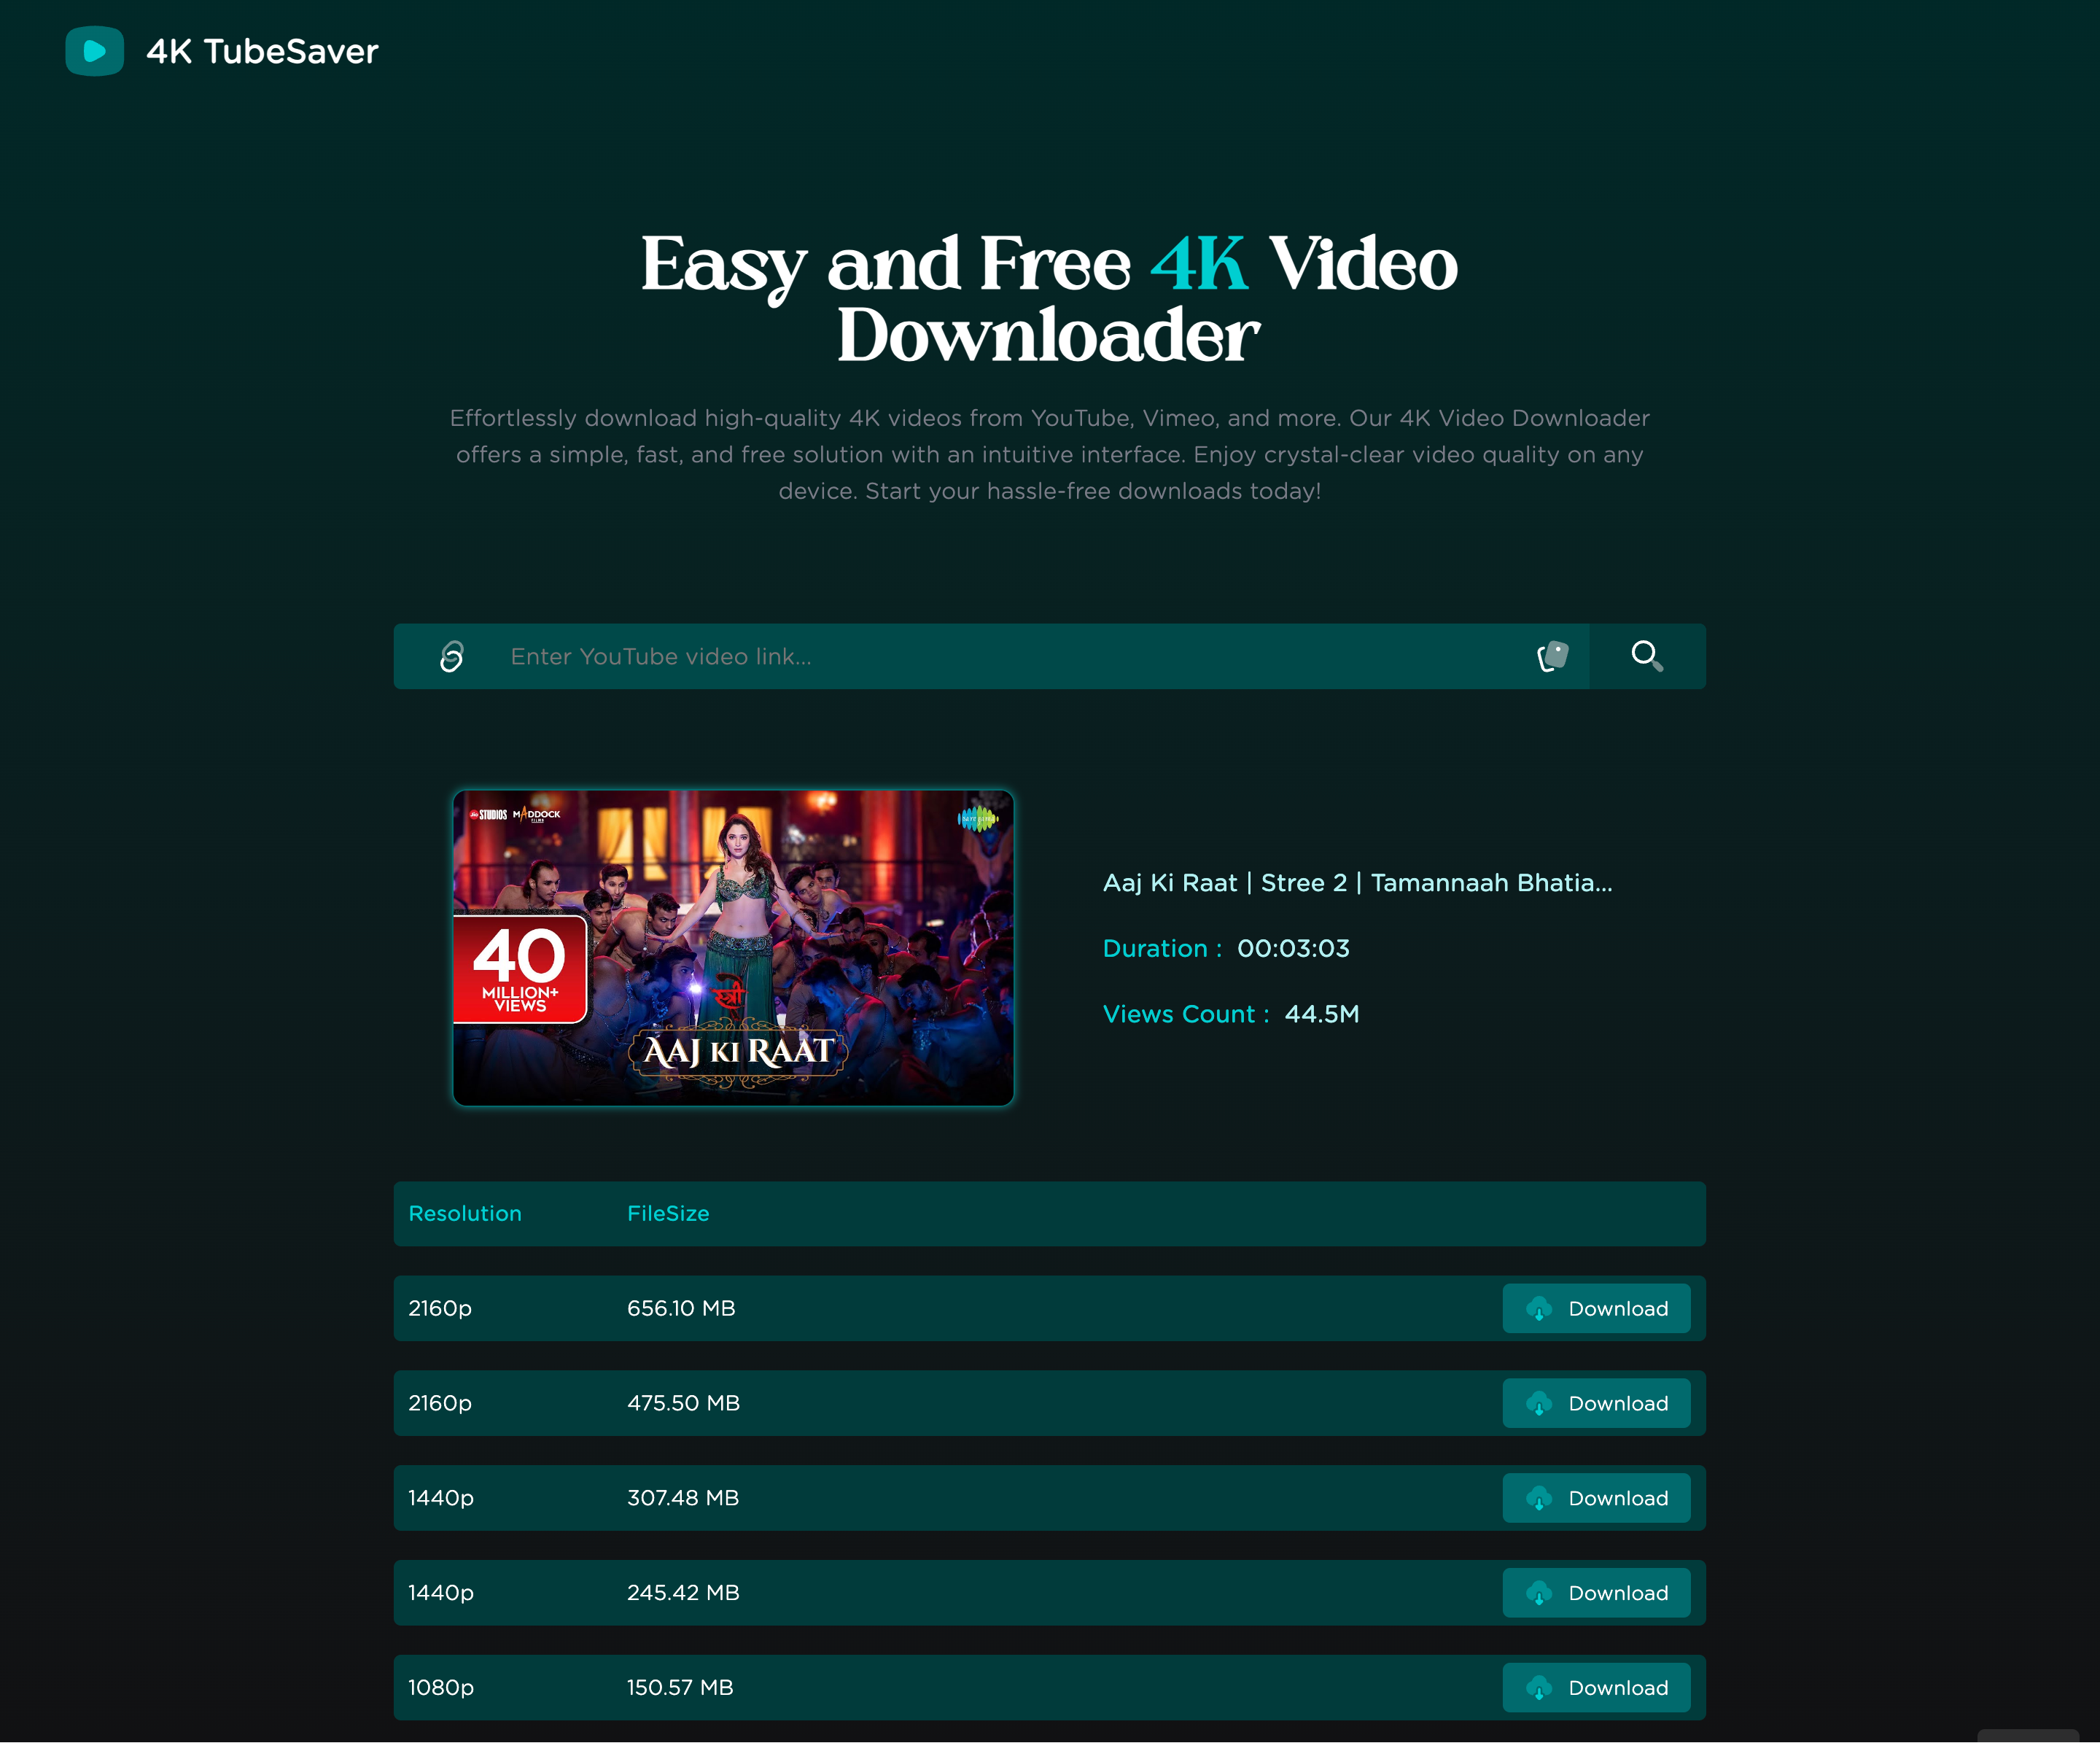 4K TubeSaver
Easy and Free 4K Video
Downloader
Effortlessly download high-quality 4K videos from YouTube, Vimeo, and more. Our 4K Video Downloader
offers a simple, fast, and free solution with an intuitive interface. Enjoy crystal-clear video quality on any
device. Start your hassle-free downloads today!
Enter YouTube video link...
STUDIOS MADDOCK
FILMS
40
MILLION+
VIEWS
स्त्री
AAJ KI RAAT
Aaj Ki Raat | Stree 2 | Tamannaah Bhatia...
Duration : 00:03:03
Views Count : 44.5M
Resolution FileSize
2160p 656.10 MB Download
2160p 475.50 MB Download
1440p 307.48 MB Download
1440p 245.42 MB Download
1080p 150.57 MB Download